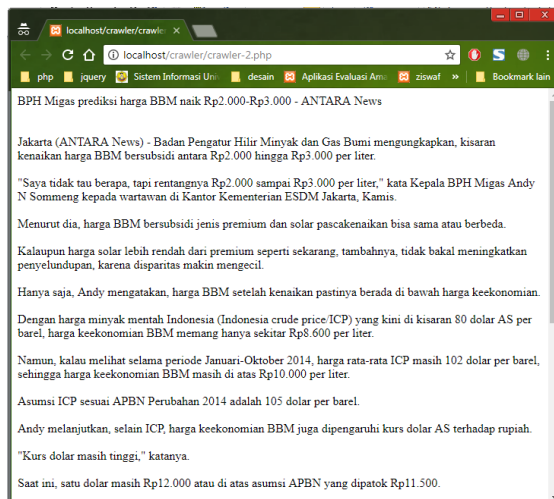 localhost/crawler/crawle
localhost/crawler/crawler-2.php
php jquery Sistem Informasi Uni desain Aplikasi Evaluasi Ama ziswaf » Bookmark lain
BPH Migas prediksi harga BBM naik Rp2.000-Rp3.000 - ANTARA News
Jakarta (ANTARA News) - Badan Pengatur Hilir Minyak dan Gas Bumi mengungkapkan, kisaran
kenaikan harga BBM bersubsidi antara Rp2.000 hingga Rp3.000 per liter.
"Saya tidak tau berapa, tapi rentangnya Rp2.000 sampai Rp3.000 per liter," kata Kepala BPH Migas Andy
N Sommeng kepada wartawan di Kantor Kementerian ESDM Jakarta, Kamis.
Menurut dia, harga BBM bersubsidi jenis premium dan solar pascakenaikan bisa sama atau berbeda.
Kalaupun harga solar lebih rendah dari premium seperti sekarang, tambahnya, tidak bakal meningkatkan
penyelundupan, karena disparitas makin mengecil.
Hanya saja, Andy mengatakan, harga BBM setelah kenaikan pastinya berada di bawah harga keekonomian.
Dengan harga minyak mentah Indonesia (Indonesia crude price/ICP) yang kini di kisaran 80 dolar AS per
barel, harga keekonomian BBM memang hanya sekitar Rp8.600 per liter.
Namun, kalau melihat selama periode Januari-Oktober 2014, harga rata-rata ICP masih 102 dolar per barel,
sehingga harga keekonomian BBM masih di atas Rp10.000 per liter.
Asumsi ICP sesuai APBN Perubahan 2014 adalah 105 dolar per barel.
Andy melanjutkan, selain ICP, harga keekonomian BBM juga dipengaruhi kurs dolar AS terhadap rupiah.
"Kurs dolar masih tinggi," katanya.
Saat ini, satu dolar masih Rp12.000 atau di atas asumsi APBN yang dipatok Rp11.500.